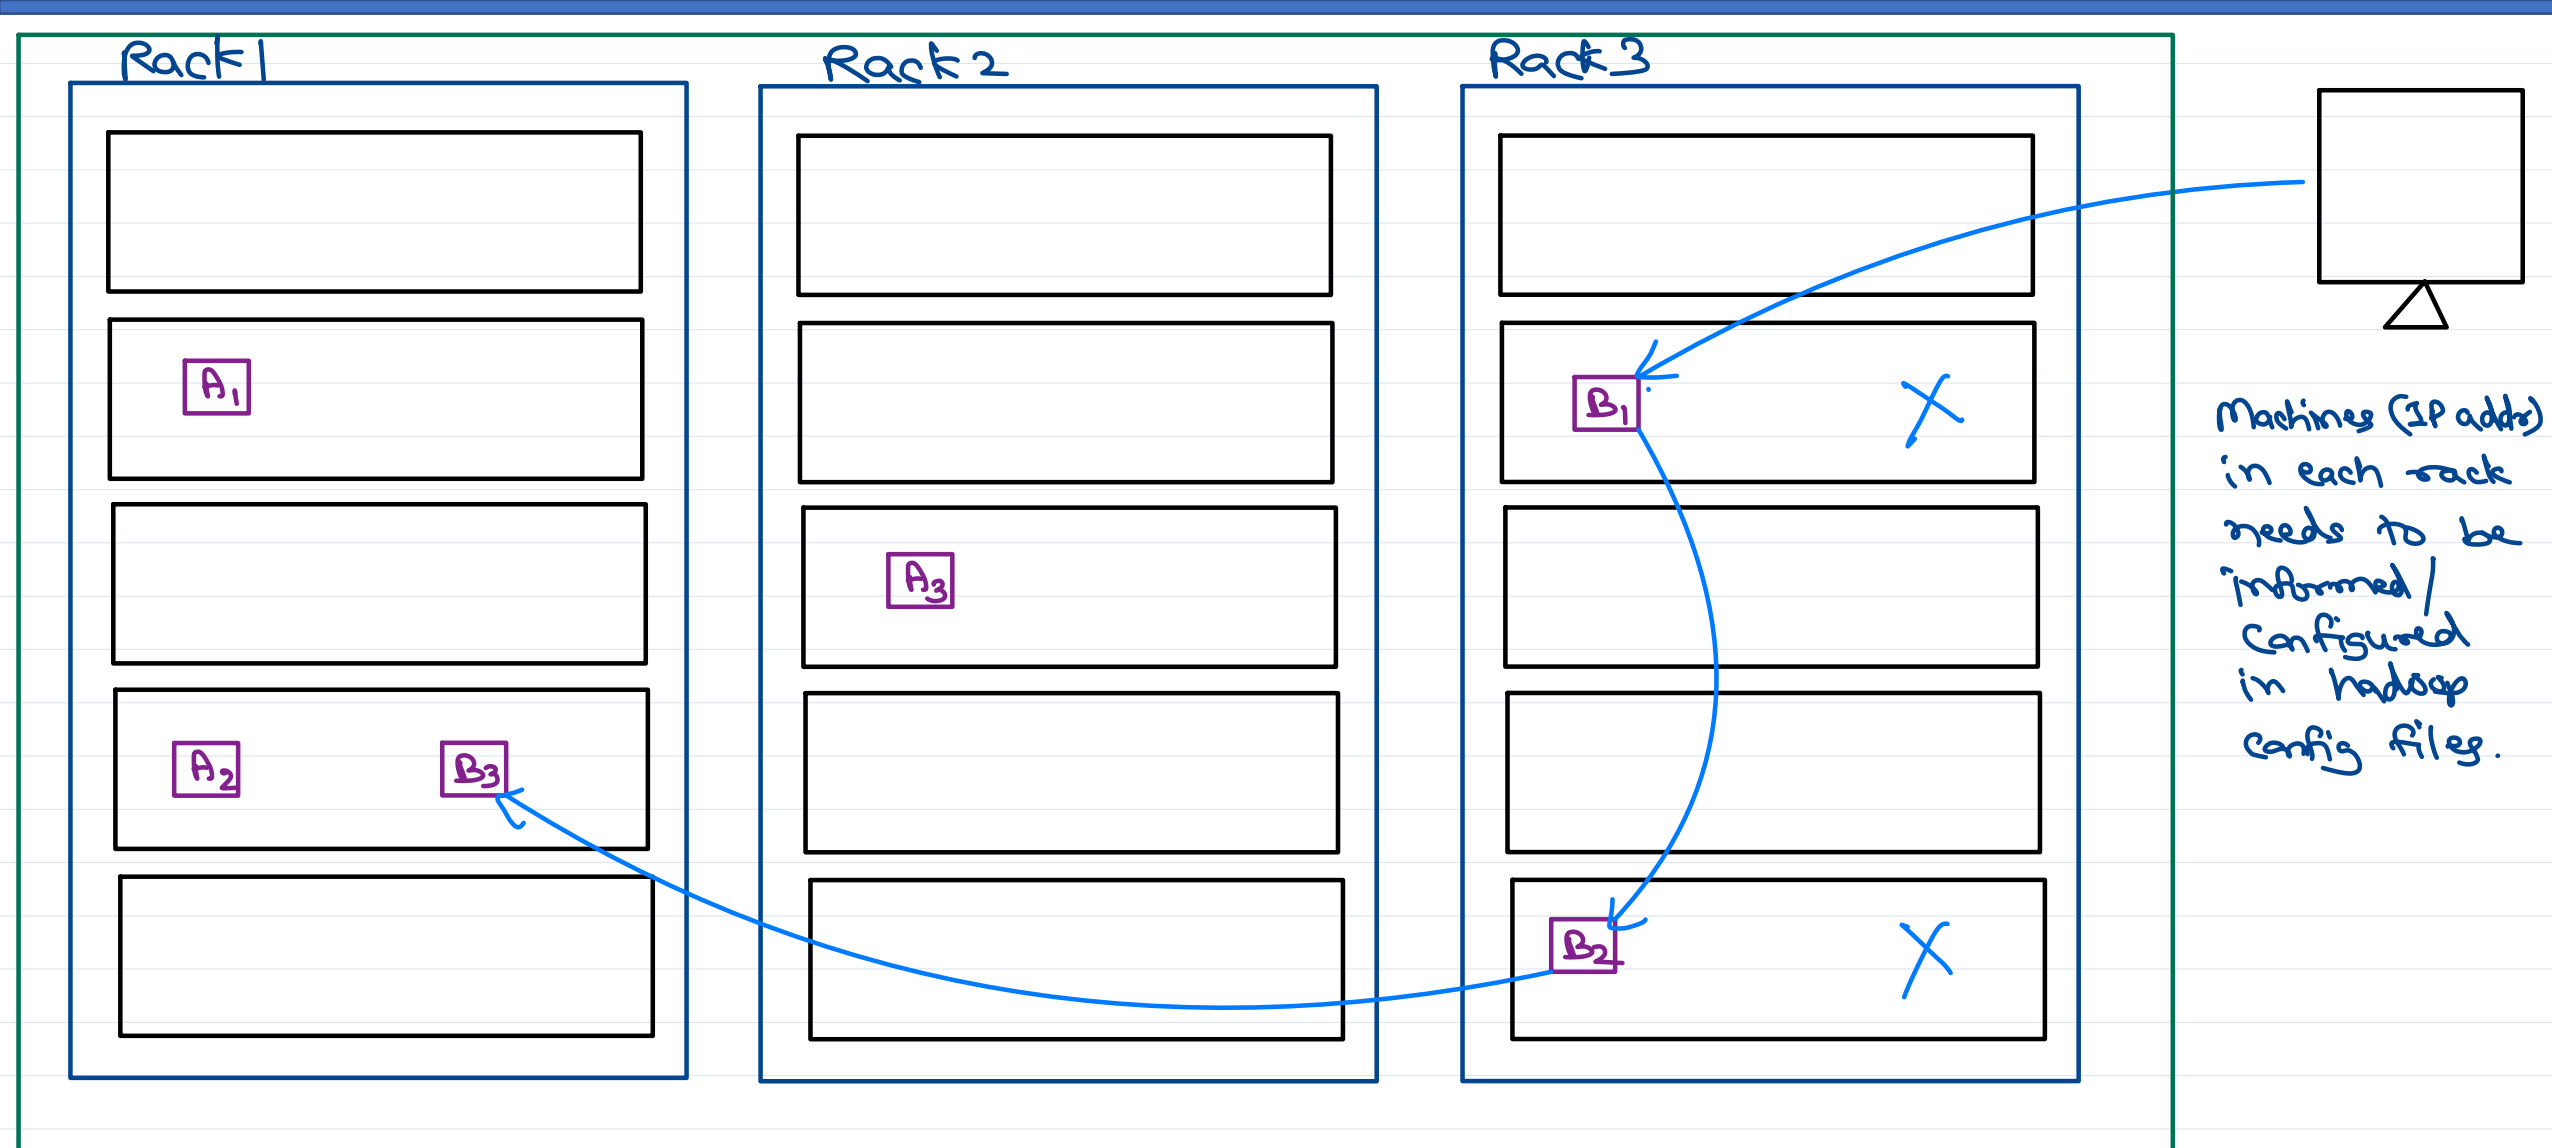 Rack 1
Rack 2
Rack 3
A1
B1
A3
A2
B3
B2
Machines (IP addr)
in each rack
needs to be
informed/
configured
in hadoop
config files.